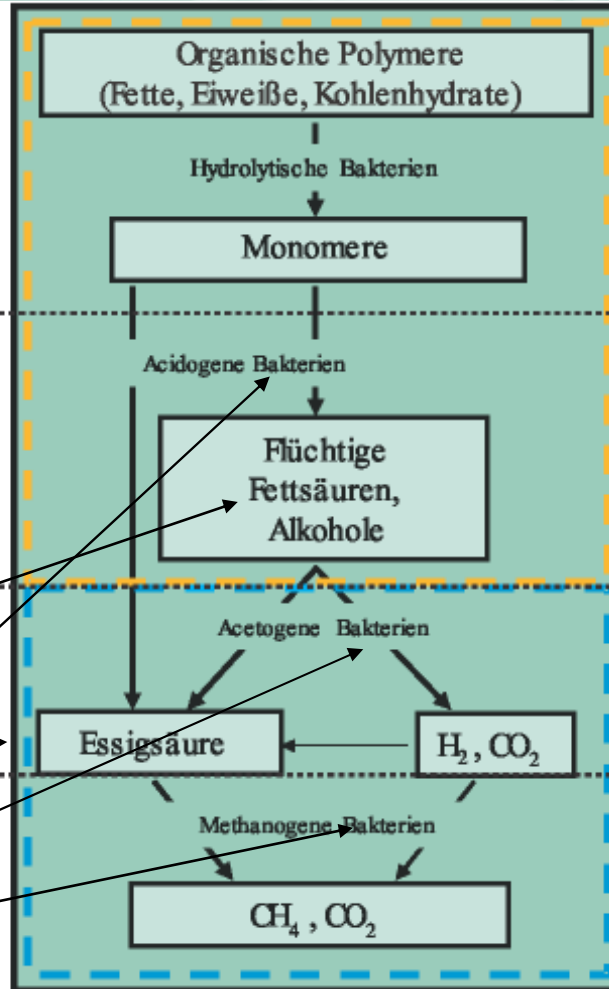 Organische Polymere
(Fette, Eiweiße, Kohlenhydrate)
Hydrolytische Bakterien
Monomere
Acidogene Bakterien
Flüchtige
Fettsäuren,
Alkohole
Acetogene Bakterien
Essigsäure
H₂, CO₂
Methanogene Bakterien
CH₄, CO₂